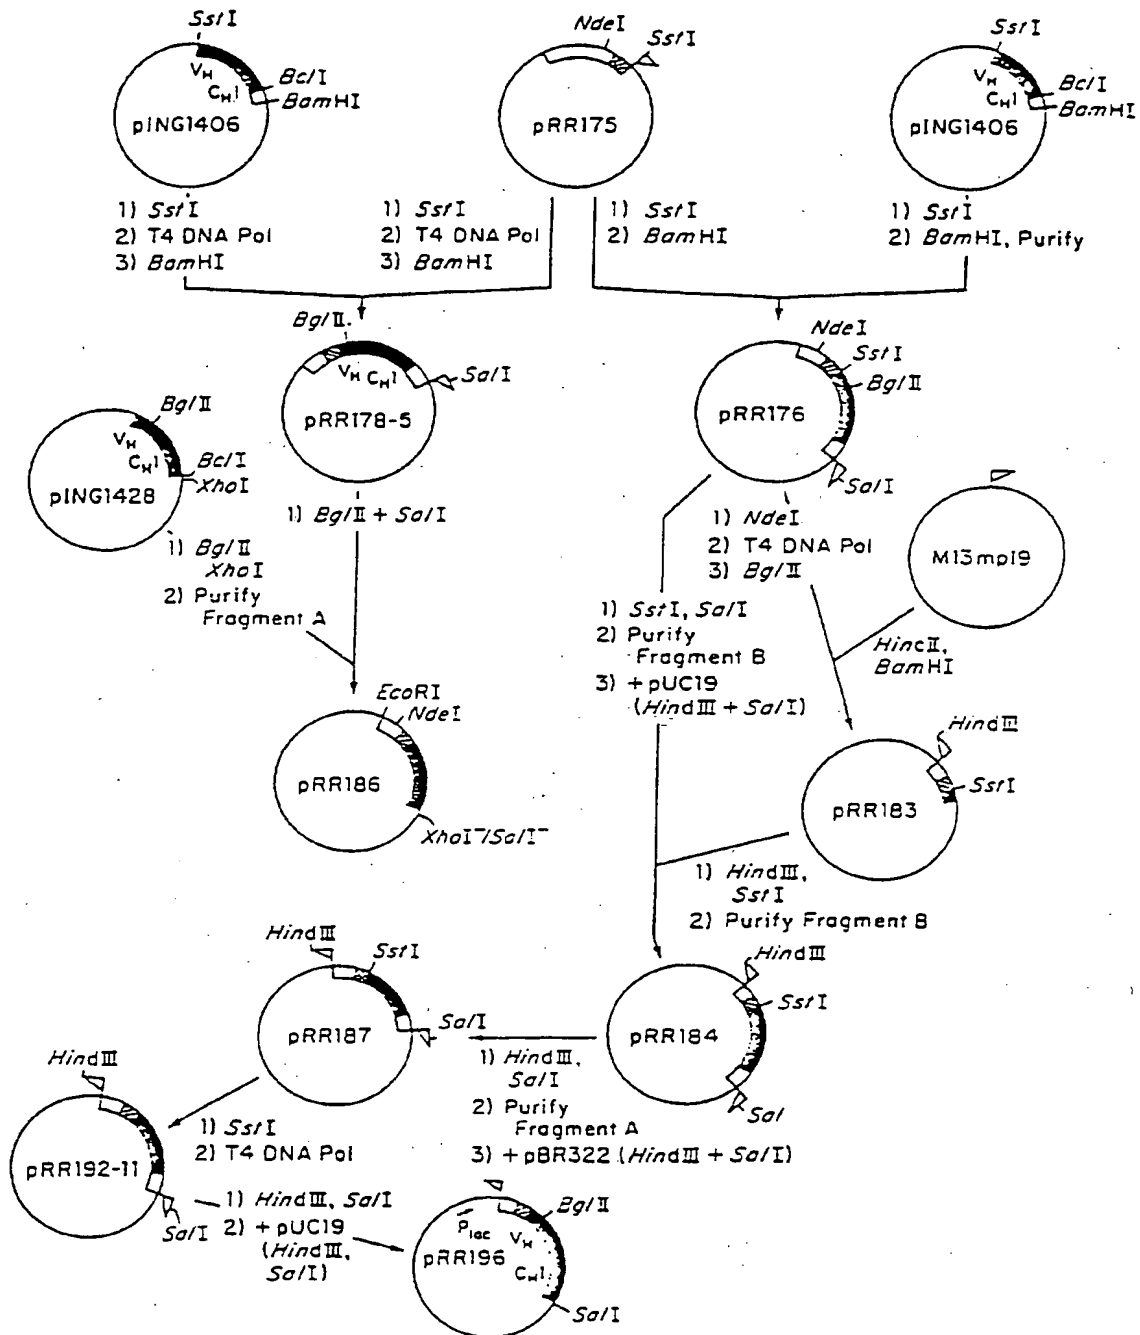 SstI
NdeI
SstI
SstI
VH
CH1
BclI
BamHI
pING1406
pRR175
VH
CH1
BclI
BamHI
pING1406
1) SstI
2) T4 DNA Pol
3) BamHI
1) SstI
2) T4 DNA Pol
3) BamHI
1) SstI
2) BamHI
1) SstI
2) BamHI, Purify
BglII
VH CH1
SalI
pRR178-5
NdeI
SstI
BglII
pRR176
SalI
BglII
VH
CH1
BclI
XhoI
pING1428
1) BglII + SalI
1) BglII
XhoI
2) Purify
Fragment A
1) NdeI
2) T4 DNA Pol
3) BglII
M13mp19
1) SstI, SalI
2) Purify
Fragment B
3) + pUC19
(HindIII + SalI)
HincII,
BamHI
EcoRI
NdeI
pRR186
XhoI⁻/SalI⁻
HindIII
SstI
pRR183
1) HindIII,
SstI
2) Purify Fragment B
HindIII
SstI
pRR187
SalI
HindIII
SstI
pRR184
Sal
1) HindIII,
SalI
2) Purify
Fragment A
3) + pBR322 (HindIII + SalI)
HindIII
1) SstI
2) T4 DNA Pol
pRR192-11
SalI
1) HindIII, SalI
2) + pUC19
(HindIII,
SalI)
Plac
BglII
VH
pRR196
CH1
SalI